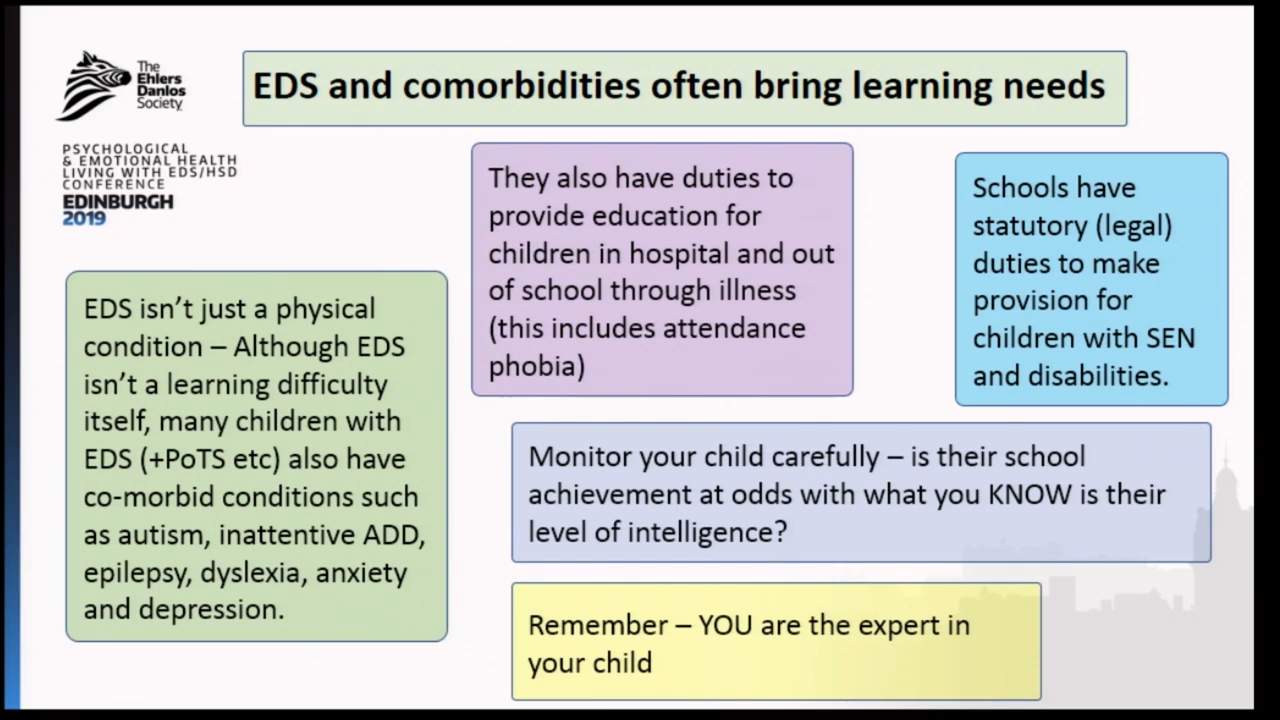 The
Ehlers
Danlos
Society
EDS and comorbidities often bring learning needs
PSYCHOLOGICAL
& EMOTIONAL HEALTH
LIVING WITH EDS/HSD
CONFERENCE
EDINBURGH
2019
EDS isn't just a physical
condition – Although EDS
isn't a learning difficulty
itself, many children with
EDS (+PoTS etc) also have
co-morbid conditions such
as autism, inattentive ADD,
epilepsy, dyslexia, anxiety
and depression.
They also have duties to
provide education for
children in hospital and out
of school through illness
(this includes attendance
phobia)
Schools have
statutory (legal)
duties to make
provision for
children with SEN
and disabilities.
Monitor your child carefully – is their school
achievement at odds with what you KNOW is their
level of intelligence?
Remember – YOU are the expert in
your child